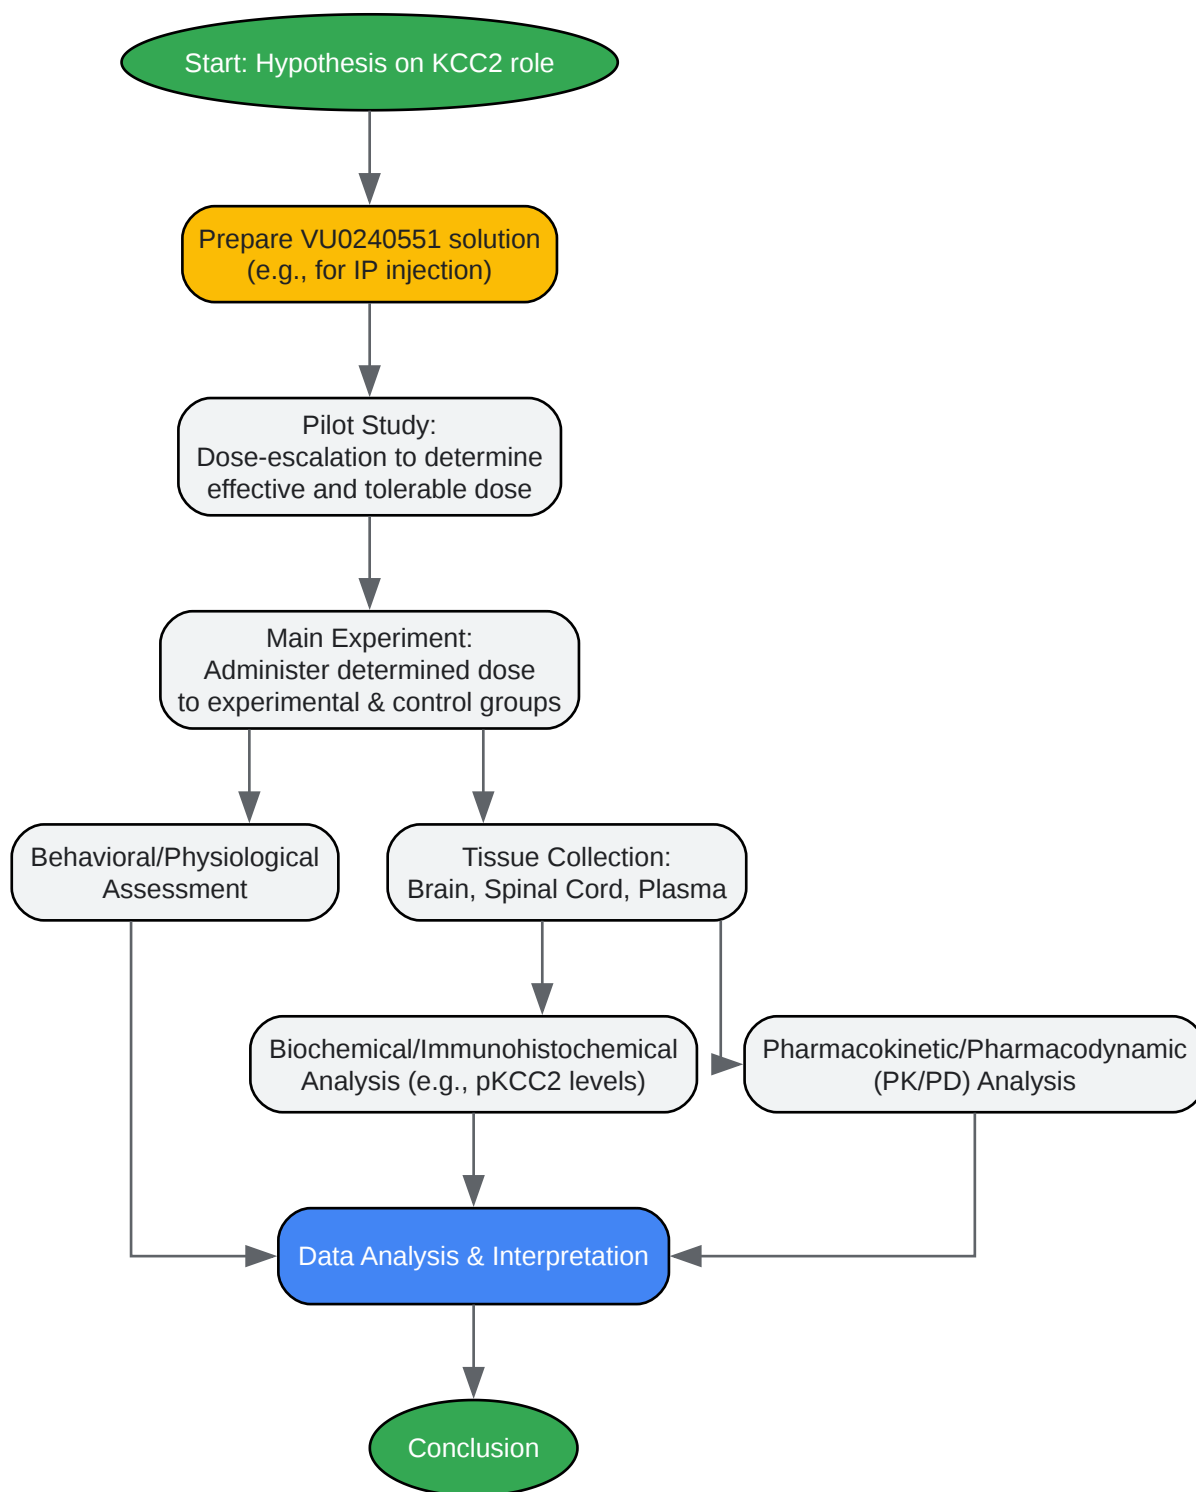 Start: Hypothesis on KCC2 role
Prepare VU0240551 solution
(e.g., for IP injection)
Pilot Study:
Dose-escalation to determine
effective and tolerable dose
Main Experiment:
Administer determined dose
to experimental & control groups
Behavioral/Physiological
Assessment
Tissue Collection:
Brain, Spinal Cord, Plasma
Biochemical/Immunohistochemical
Analysis (e.g., pKCC2 levels)
Pharmacokinetic/Pharmacodynamic
(PK/PD) Analysis
Data Analysis & Interpretation
Conclusion